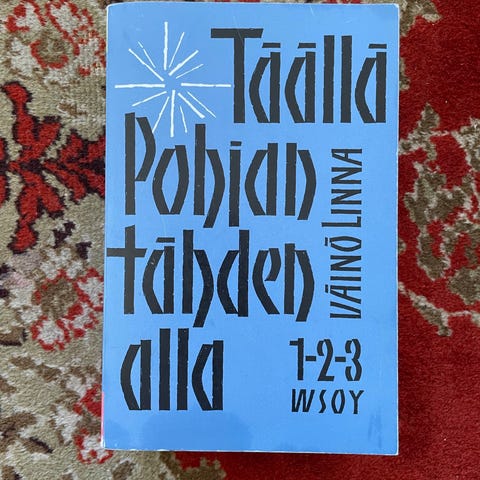 Täällä
Pohjan
tähden
alla
VÄINÖ LINNA
1-2-3
WSOY